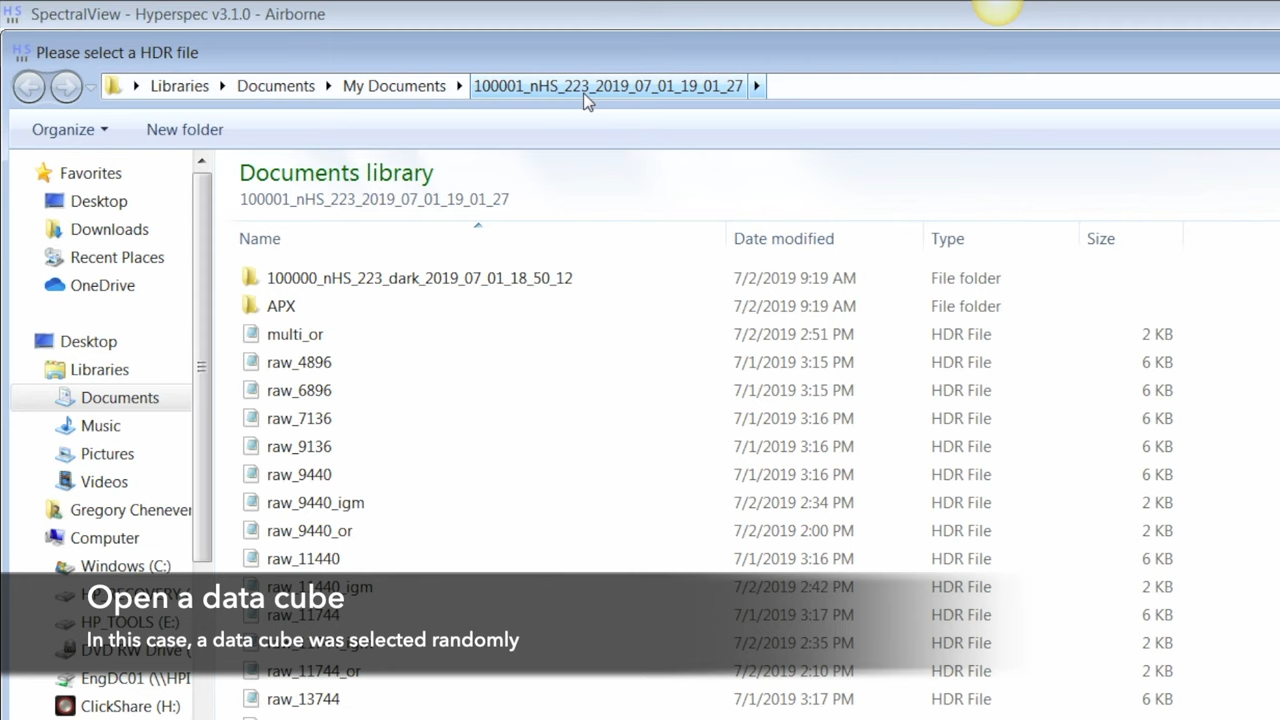 SpectralView - Hyperspec v3.1.0 - Airborne
Please select a HDR file
Libraries Documents My Documents 100001_nHS_223_2019_07_01_19_01_27
Organize New folder
Favorites
Desktop
Downloads
Recent Places
OneDrive
Desktop
Libraries
Documents
Music
Pictures
Videos
Gregory Chenever
Computer
Windows (C:)
HP_RECOVERY
HP_TOOLS (E:)
DVD RW Drive (
EngDC01 (\\HPI
ClickShare (H:)
Documents library
100001_nHS_223_2019_07_01_19_01_27
Name Date modified Type Size
100000_nHS_223_dark_2019_07_01_18_50_12 7/2/2019 9:19 AM File folder
APX 7/2/2019 9:19 AM File folder
multi_or 7/2/2019 2:51 PM HDR File 2 KB
raw_4896 7/1/2019 3:15 PM HDR File 6 KB
raw_6896 7/1/2019 3:15 PM HDR File 6 KB
raw_7136 7/1/2019 3:16 PM HDR File 6 KB
raw_9136 7/1/2019 3:16 PM HDR File 6 KB
raw_9440 7/1/2019 3:16 PM HDR File 6 KB
raw_9440_igm 7/2/2019 2:34 PM HDR File 2 KB
raw_9440_or 7/2/2019 2:00 PM HDR File 2 KB
raw_11440 7/1/2019 3:16 PM HDR File 6 KB
raw_11440_igm 7/2/2019 2:42 PM HDR File 2 KB
raw_11744 7/1/2019 3:17 PM HDR File 6 KB
7/2/2019 2:35 PM HDR File 2 KB
raw_11744_or 7/2/2019 2:10 PM HDR File 2 KB
raw_13744 7/1/2019 3:17 PM HDR File 6 KB
Open a data cube
In this case, a data cube was selected randomly